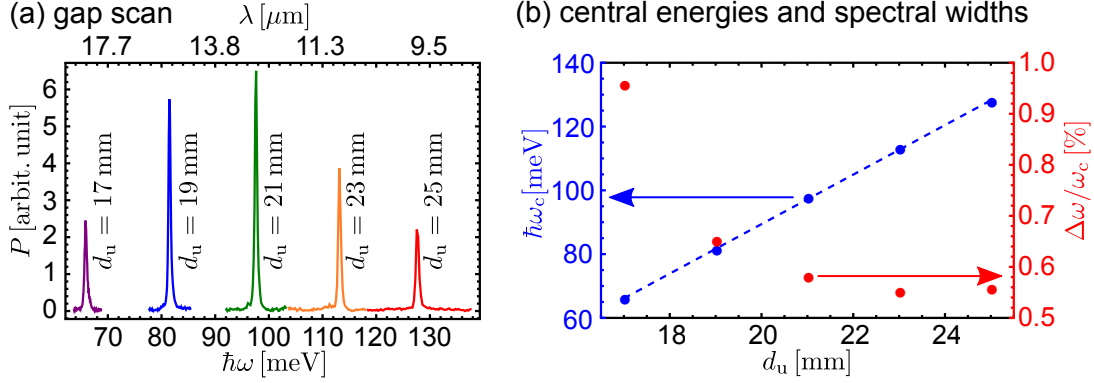 (a) gap scan
λ [μm]
17.7 13.8 11.3 9.5
P [arbit. unit]
6
5
4
3
2
1
0
d_u = 17 mm
d_u = 19 mm
d_u = 21 mm
d_u = 23 mm
d_u = 25 mm
70 80 90 100 110 120 130
ℏω [meV]
(b) central energies and spectral widths
ℏω_c [meV]
140
120
100
80
60
18 20 22 24
d_u [mm]
1.0
0.9
0.8
0.7
0.6
0.5
Δω/ω_c [%]